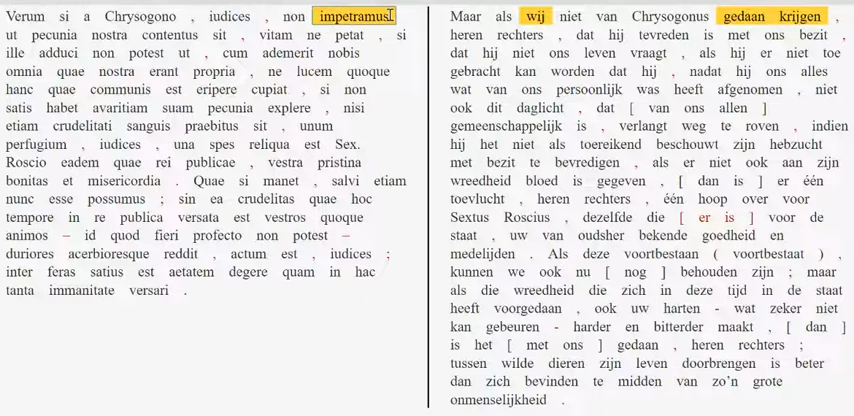 Verum si a Chrysogono , iudices , non impetramus
ut pecunia nostra contentus sit , vitam ne petat , si
ille adduci non potest ut , cum ademerit nobis
omnia quae nostra erant propria , ne lucem quoque
hanc quae communis est eripere cupiat , si non
satis habet avaritiam suam pecunia explere , nisi
etiam crudelitati sanguis praebitus sit , unum
perfugium , iudices , una spes reliqua est Sex.
Roscio eadem quae rei publicae , vestra pristina
bonitas et misericordia . Quae si manet , salvi etiam
nunc esse possumus ; sin ea crudelitas quae hoc
tempore in re publica versata est vestros quoque
animos – id quod fieri profecto non potest –
duriores acerbioresque reddit , actum est , iudices ;
inter feras satius est aetatem degere quam in hac
tanta immanitate versari .
Maar als wij niet van Chrysogonus gedaan krijgen ,
heren rechters , dat hij tevreden is met ons bezit ,
dat hij niet ons leven vraagt , als hij er niet toe
gebracht kan worden dat hij , nadat hij ons alles
wat van ons persoonlijk was heeft afgenomen , niet
ook dit daglicht , dat [ van ons allen ]
gemeenschappelijk is , verlangt weg te roven , indien
hij het niet als toereikend beschouwt zijn hebzucht
met bezit te bevredigen , als er niet ook aan zijn
wreedheid bloed is gegeven , [ dan is ] er één
toevlucht , heren rechters , één hoop over voor
Sextus Roscius , dezelfde die [ er is ] voor de
staat , uw van oudsher bekende goedheid en
medelijden . Als deze voortbestaan ( voortbestaat ) ,
kunnen we ook nu [ nog ] behouden zijn ; maar
als die wreedheid die zich in deze tijd in de staat
heeft voorgedaan , ook uw harten - wat zeker niet
kan gebeuren - harder en bitterder maakt , [ dan ]
is het [ met ons ] gedaan , heren rechters ;
tussen wilde dieren zijn leven doorbrengen is beter
dan zich bevinden te midden van zo'n grote
onmenselijkheid .